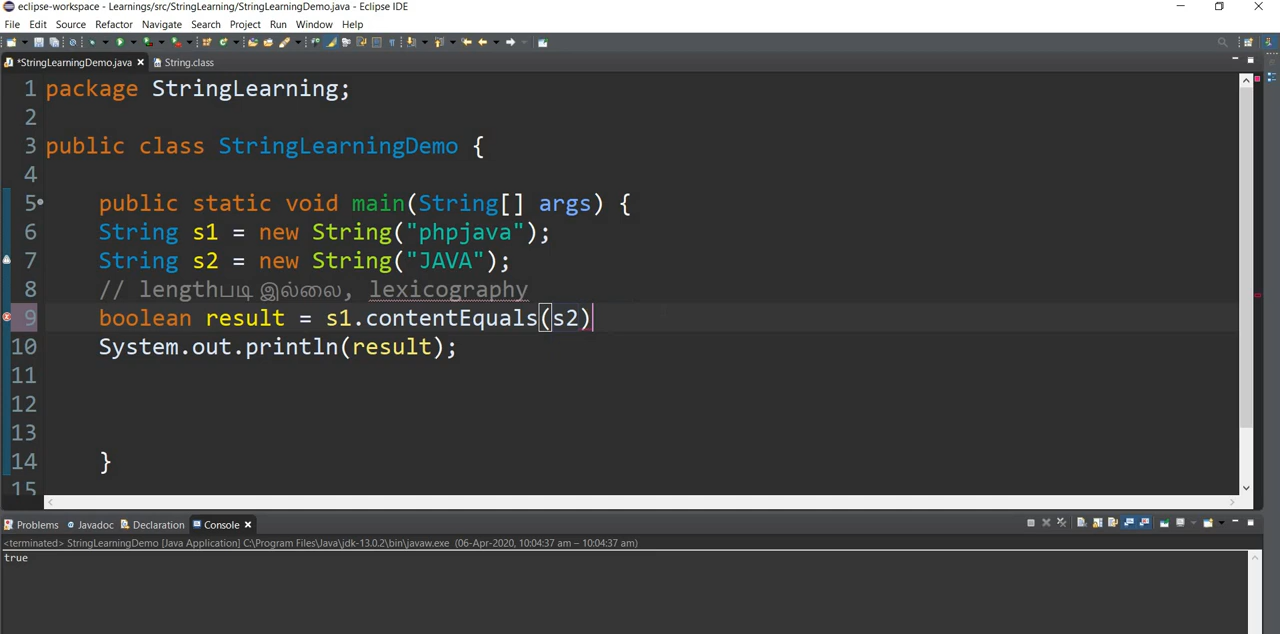 eclipse-workspace - Learnings/src/StringLearning/StringLearningDemo.java - Eclipse IDE
File Edit Source Refactor Navigate Search Project Run Window Help
*StringLearningDemo.java String.class
1 package StringLearning;
2
3 public class StringLearningDemo {
4
5 public static void main(String[] args) {
6 String s1 = new String("phpjava");
7 String s2 = new String("JAVA");
8 // lengthபடி இல்லை, lexicography
9 boolean result = s1.contentEquals(s2)
10 System.out.println(result);
11
12
13
14 }
15
Problems Javadoc Declaration Console
<terminated> StringLearningDemo [Java Application] C:\Program Files\Java\jdk-13.0.2\bin\javaw.exe (06-Apr-2020, 10:04:37 am – 10:04:37 am)
true